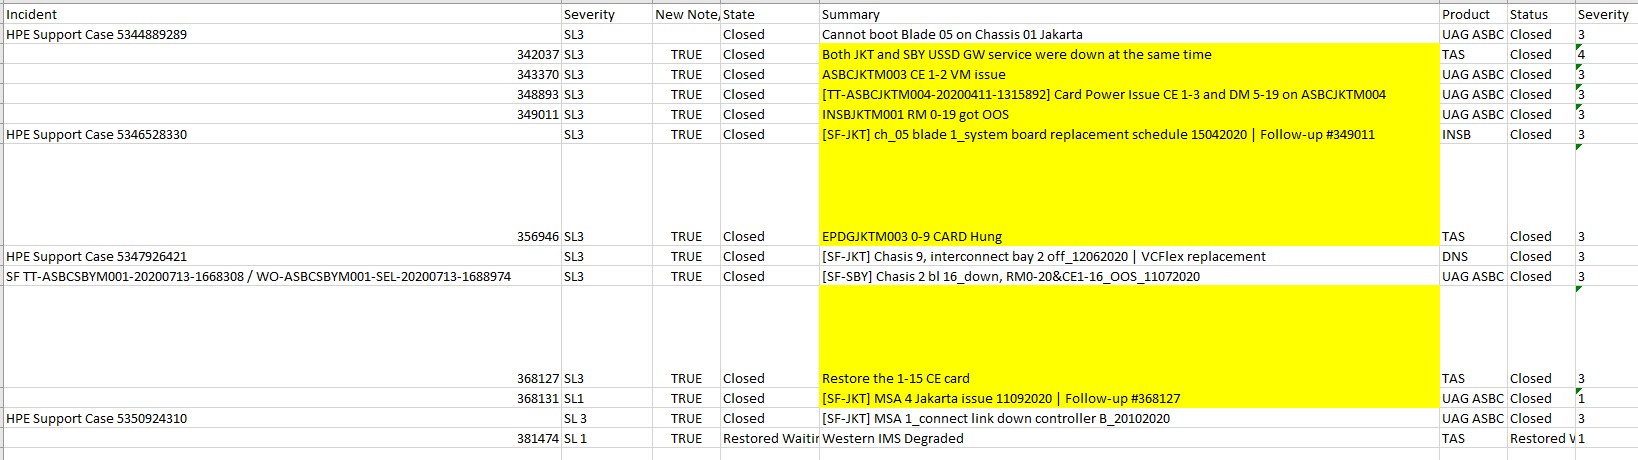 Incident Severity New Note, State Summary Product Status Severity
HPE Support Case 5344889289 SL3 Closed Cannot boot Blade 05 on Chassis 01 Jakarta UAG ASBC Closed 3
342037 SL3 TRUE Closed Both JKT and SBY USSD GW service were down at the same time TAS Closed 4
343370 SL3 TRUE Closed ASBCJKTM003 CE 1-2 VM issue UAG ASBC Closed 3
348893 SL3 TRUE Closed [TT-ASBCJKTM004-20200411-1315892] Card Power Issue CE 1-3 and DM 5-19 on ASBCJKTM004 UAG ASBC Closed 3
349011 SL3 TRUE Closed INSBJKTM001 RM 0-19 got OOS UAG ASBC Closed 3
HPE Support Case 5346528330 SL3 TRUE Closed [SF-JKT] ch_05 blade 1_system board replacement schedule 15042020 | Follow-up #349011 INSB Closed 3
356946 SL3 TRUE Closed EPDGJKTM003 0-9 CARD Hung TAS Closed 3
HPE Support Case 5347926421 SL3 TRUE Closed [SF-JKT] Chasis 9, interconnect bay 2 off_12062020 | VCFlex replacement DNS Closed 3
SF TT-ASBCSBYM001-20200713-1668308 / WO-ASBCSBYM001-SEL-20200713-1688974 SL3 TRUE Closed [SF-SBY] Chasis 2 bl 16_down, RM0-20&CE1-16_OOS_11072020 UAG ASBC Closed 3
368127 SL3 TRUE Closed Restore the 1-15 CE card TAS Closed 3
368131 SL1 TRUE Closed [SF-JKT] MSA 4 Jakarta issue 11092020 | Follow-up #368127 UAG ASBC Closed 1
HPE Support Case 5350924310 SL 3 TRUE Closed [SF-JKT] MSA 1_connect link down controller B_20102020 UAG ASBC Closed 3
381474 SL 1 TRUE Restored Waitin Western IMS Degraded TAS Restored W 1